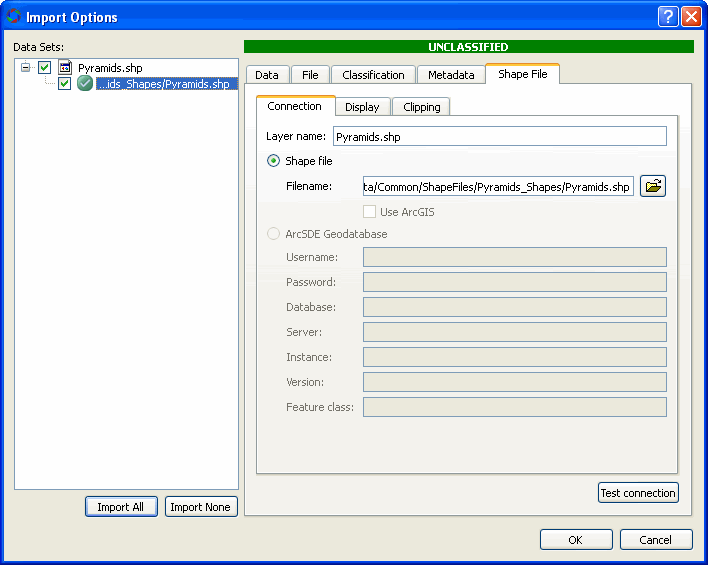 Import Options
Data Sets:
UNCLASSIFIED
Pyramids.shp
...ids_Shapes/Pyramids.shp
Data File Classification Metadata Shape File
Connection Display Clipping
Layer name: Pyramids.shp
Shape file
Filename: ta/Common/ShapeFiles/Pyramids_Shapes/Pyramids.shp
Use ArcGIS
ArcSDE Geodatabase
Username:
Password:
Database:
Server:
Instance:
Version:
Feature class:
Test connection
Import All Import None
OK Cancel